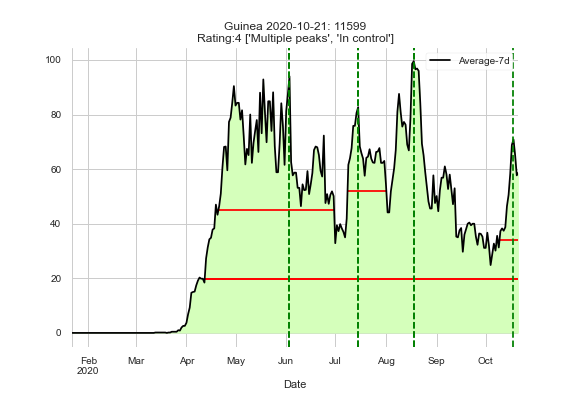 Guinea 2020-10-21: 11599
Rating:4 ['Multiple peaks', 'In control']
Average-7d
100
80
60
40
20
0
Feb Mar Apr May Jun Jul Aug Sep Oct
2020
Date